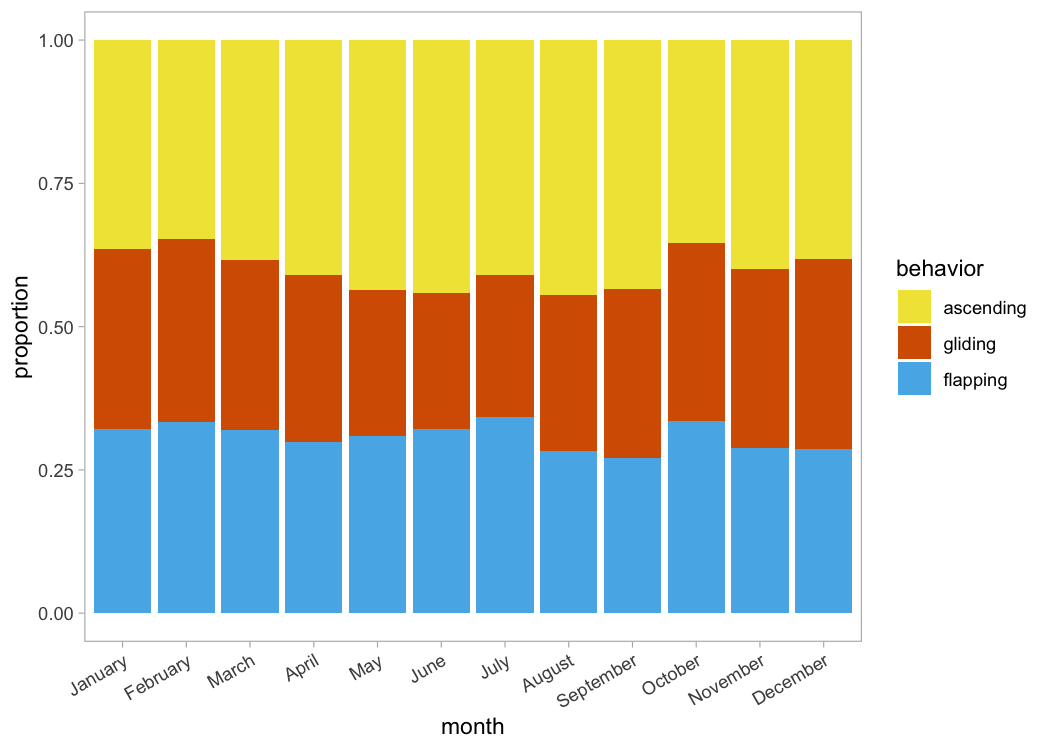 1.00
0.75
0.50
0.25
0.00
proportion
January
February
March
April
May
June
July
August
September
October
November
December
month
behavior
ascending
gliding
flapping